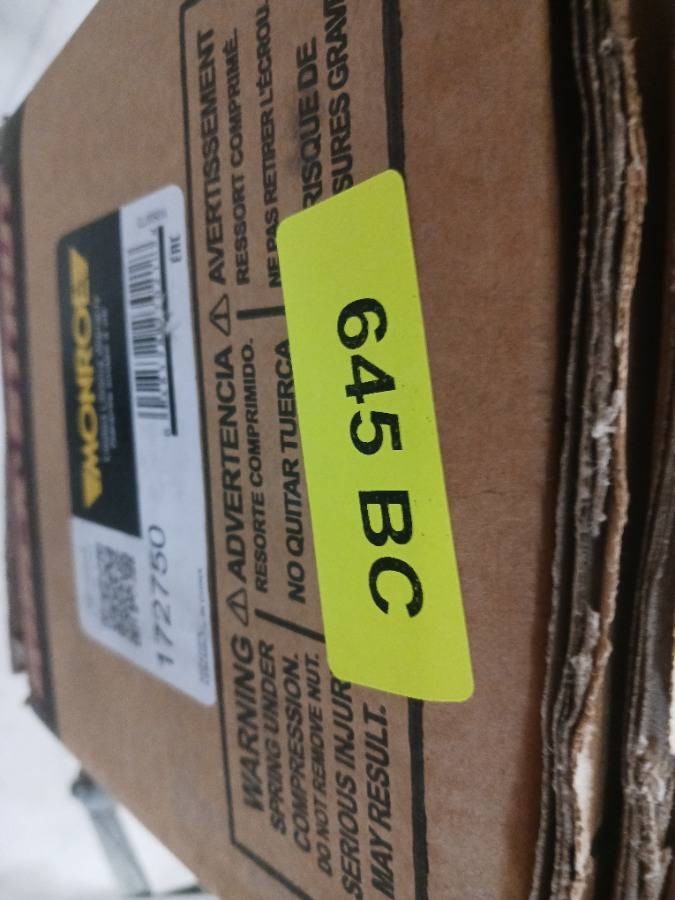 MONROE
172750
EAC
WARNING
SPRING UNDER
COMPRESSION.
DO NOT REMOVE NUT.
SERIOUS INJUR
MAY RESULT.
ADVERTENCIA
RESORTE COMPRIMIDO.
NO QUITAR TUERCA
AVERTISSEMENT
RESSORT COMPRIMÉ.
NE PAS RETIRER L'ÉCROU.
RISQUE DE
SURES GRAV
645 BC